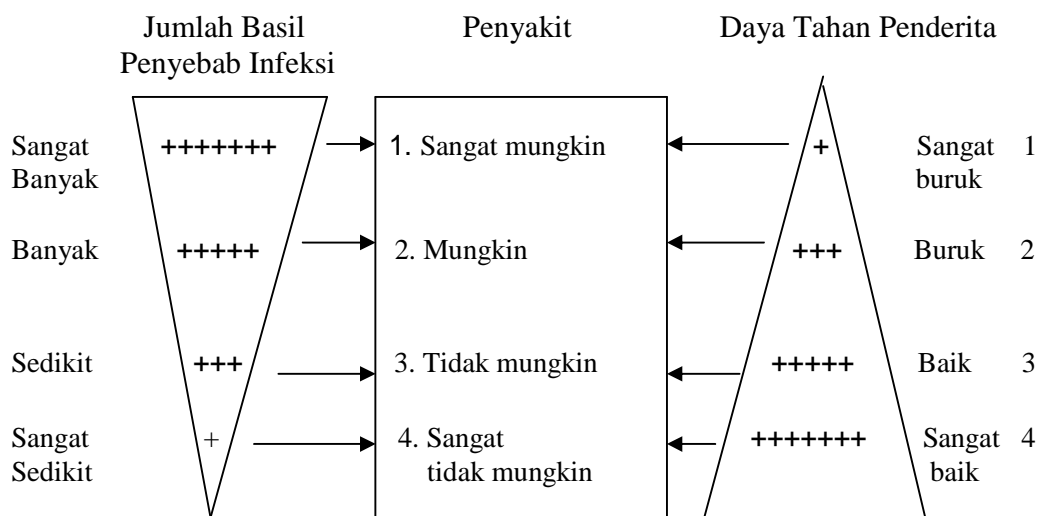 Jumlah Basil
Penyebab Infeksi
Penyakit
Daya Tahan Penderita
Sangat
Banyak
+++++++
1. Sangat mungkin
+
Sangat
buruk
1
Banyak
+++++
2. Mungkin
+++
Buruk
2
Sedikit
+++
3. Tidak mungkin
+++++
Baik
3
Sangat
Sedikit
+
4. Sangat
tidak mungkin
+++++++
Sangat
baik
4